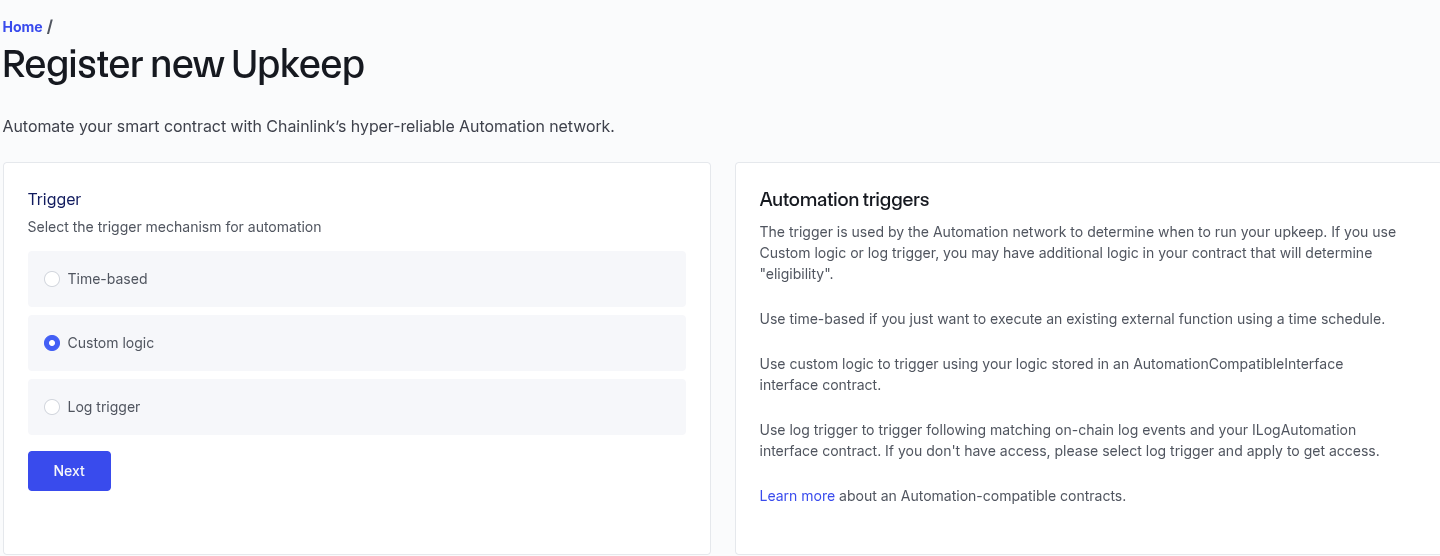 Home /
Register new Upkeep
Automate your smart contract with Chainlink's hyper-reliable Automation network.
Trigger
Select the trigger mechanism for automation
Time-based
Custom logic
Log trigger
Next
Automation triggers
The trigger is used by the Automation network to determine when to run your upkeep. If you use
Custom logic or log trigger, you may have additional logic in your contract that will determine
"eligibility".
Use time-based if you just want to execute an existing external function using a time schedule.
Use custom logic to trigger using your logic stored in an AutomationCompatibleInterface
interface contract.
Use log trigger to trigger following matching on-chain log events and your ILogAutomation
interface contract. If you don't have access, please select log trigger and apply to get access.
Learn more about an Automation-compatible contracts.